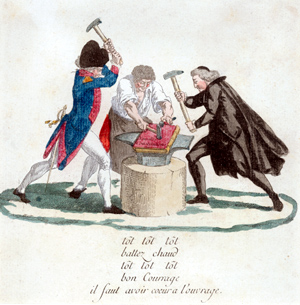 tôt tôt tôt
battez chaud
tôt tôt tôt
bon Courage
il faut avoir cœur a l'ouvrage.